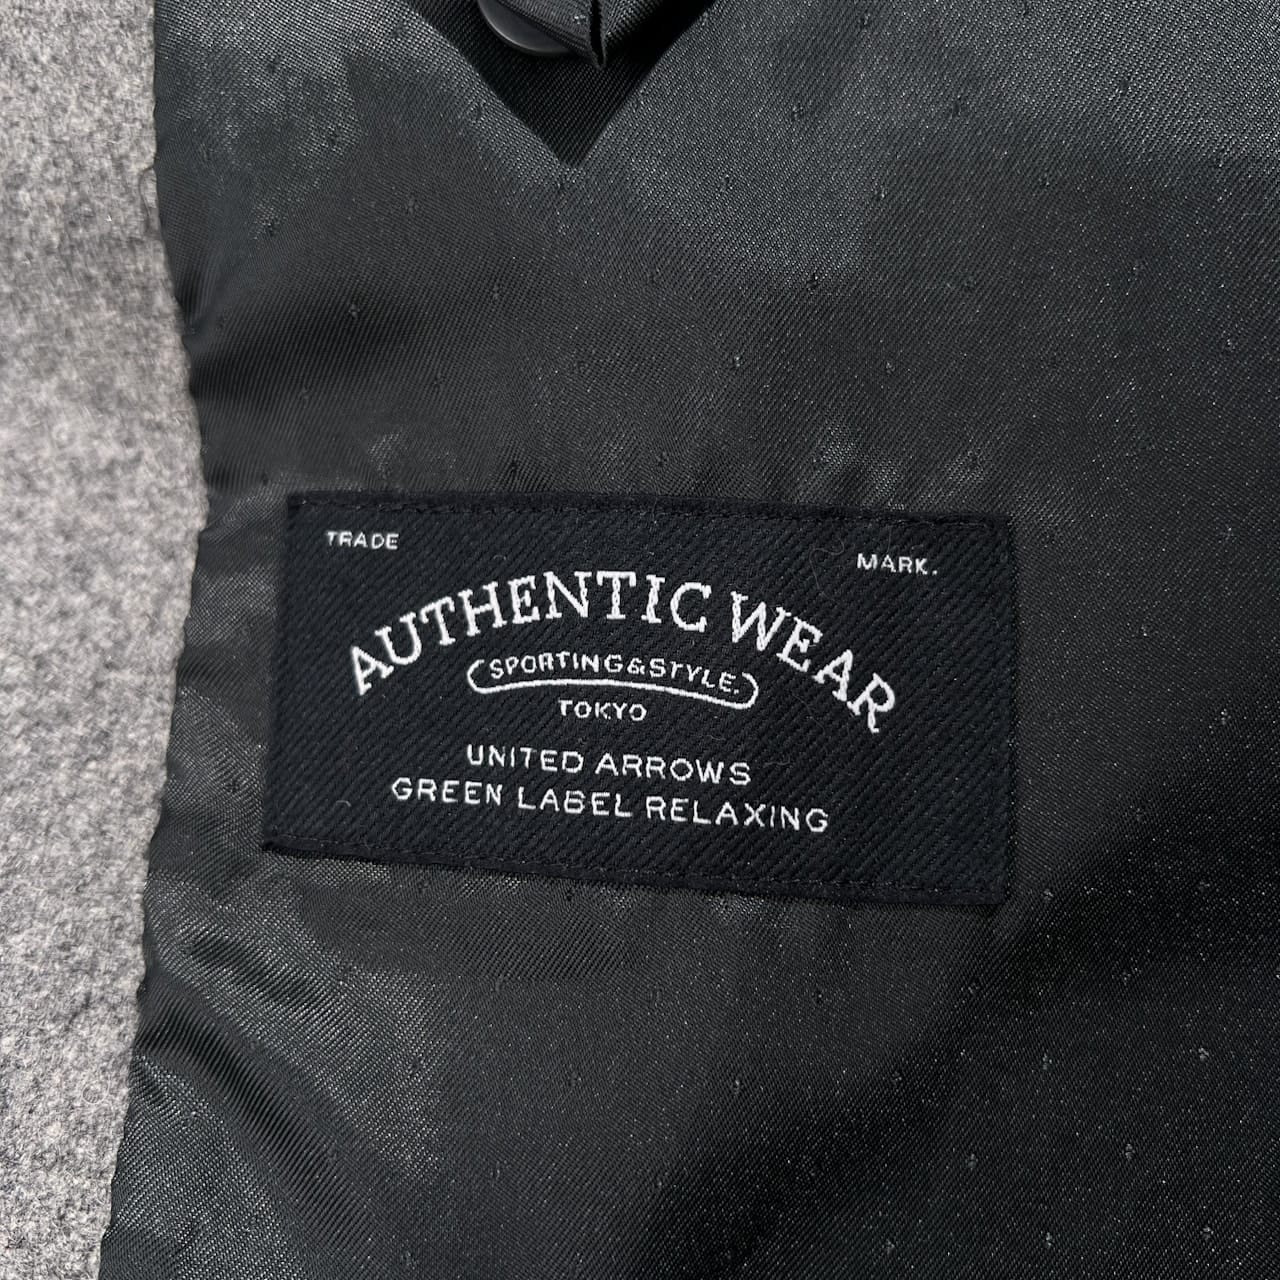 TRADE MARK.
AUTHENTIC WEAR
SPORTING&STYLE.
TOKYO
UNITED ARROWS
GREEN LABEL RELAXING